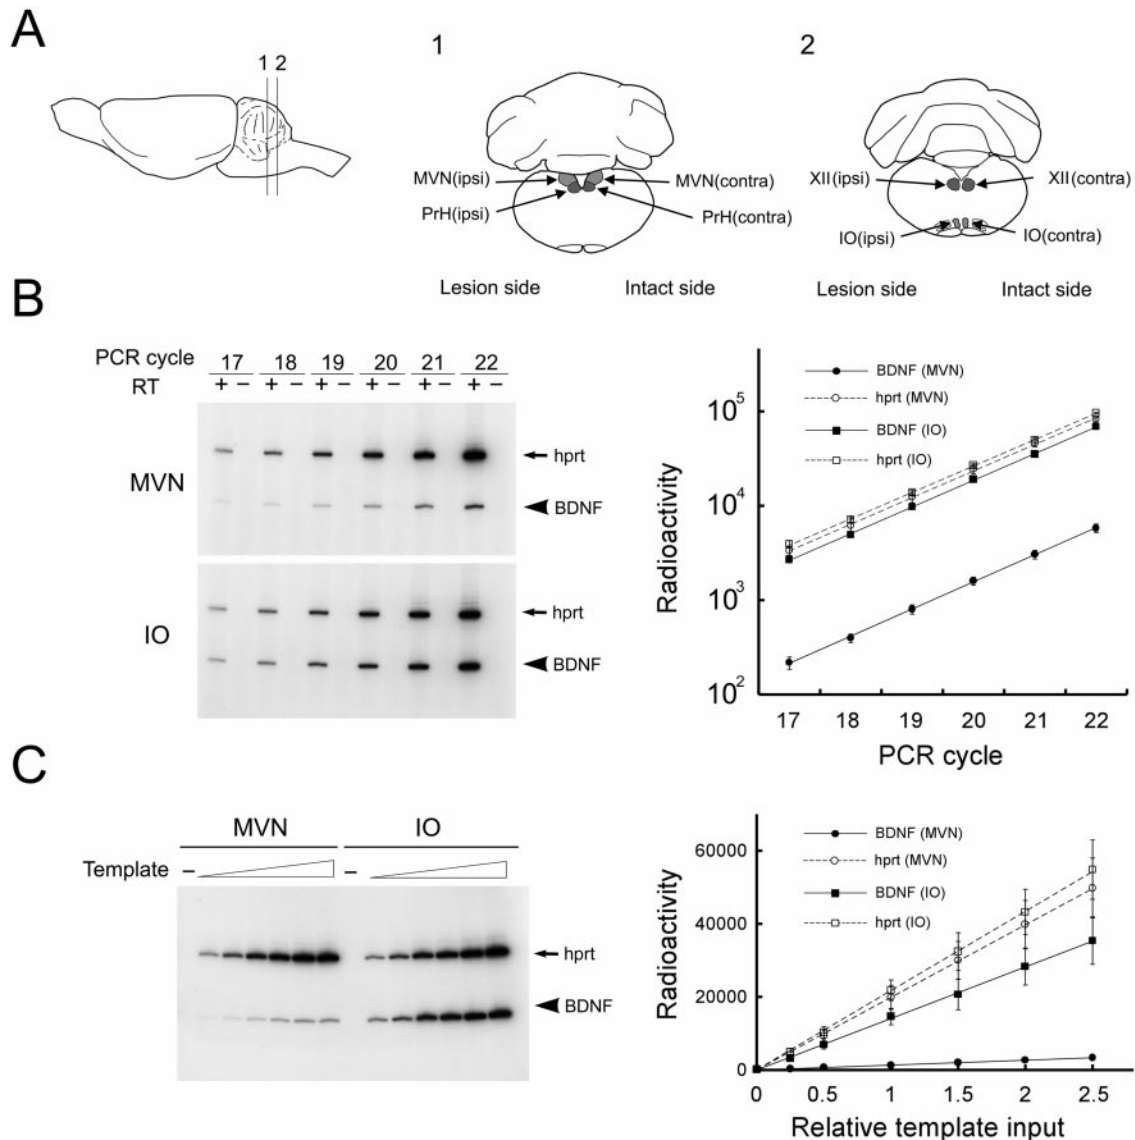 A
1 2
1
2
MVN(ipsi)
MVN(contra)
PrH(ipsi)
PrH(contra)
Lesion side
Intact side
XII(ipsi)
XII(contra)
IO(ipsi)
IO(contra)
Lesion side
Intact side
B
PCR cycle 17 18 19 20 21 22
RT + − + − + − + − + − + −
MVN
hprt
BDNF
IO
hprt
BDNF
BDNF (MVN)
hprt (MVN)
BDNF (IO)
hprt (IO)
Radioactivity
10^5
10^4
10^3
10^2
17 18 19 20 21 22
PCR cycle
C
MVN IO
Template − −
hprt
BDNF
BDNF (MVN)
hprt (MVN)
BDNF (IO)
hprt (IO)
Radioactivity
60000
40000
20000
0
0 0.5 1 1.5 2 2.5
Relative template input